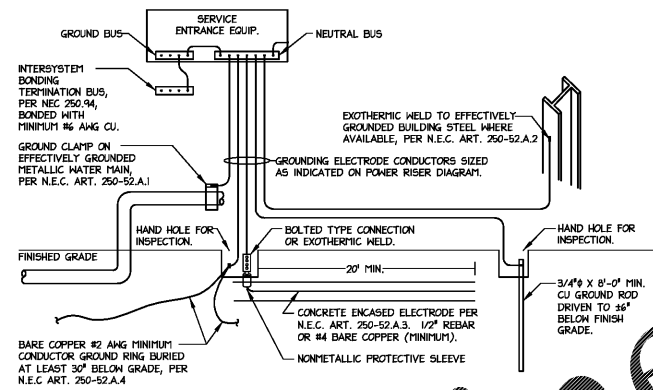 SERVICE
ENTRANCE EQUIP.
GROUND BUS
NEUTRAL BUS
INTERSYSTEM
BONDING
TERMINATION BUS,
PER NEC 250.94,
BONDED WITH
MINIMUM #6 AWG CU.
EXOTHERMIC WELD TO EFFECTIVELY
GROUNDED BUILDING STEEL WHERE
AVAILABLE, PER N.E.C. ART. 250-52.A.2
GROUND CLAMP ON
EFFECTIVELY GROUNDED
METALLIC WATER MAIN,
PER N.E.C. ART. 250-52.A.1
GROUNDING ELECTRODE CONDUCTORS SIZED
AS INDICATED ON POWER RISER DIAGRAM.
HAND HOLE FOR
INSPECTION.
BOLTED TYPE CONNECTION
OR EXOTHERMIC WELD.
HAND HOLE FOR
INSPECTION.
FINISHED GRADE
20' MIN.
3/4"ϕ X 8'-0" MIN.
CU GROUND ROD
DRIVEN TO ±6"
BELOW FINISH
GRADE.
CONCRETE ENCASED ELECTRODE PER
N.E.C. ART. 250-52.A.3. 1/2" REBAR
OR #4 BARE COPPER (MINIMUM).
NONMETALLIC PROTECTIVE SLEEVE
BARE COPPER #2 AWG MINIMUM
CONDUCTOR GROUND RING BURIED
AT LEAST 30" BELOW GRADE, PER
N.E.C ART. 250-52.A.4